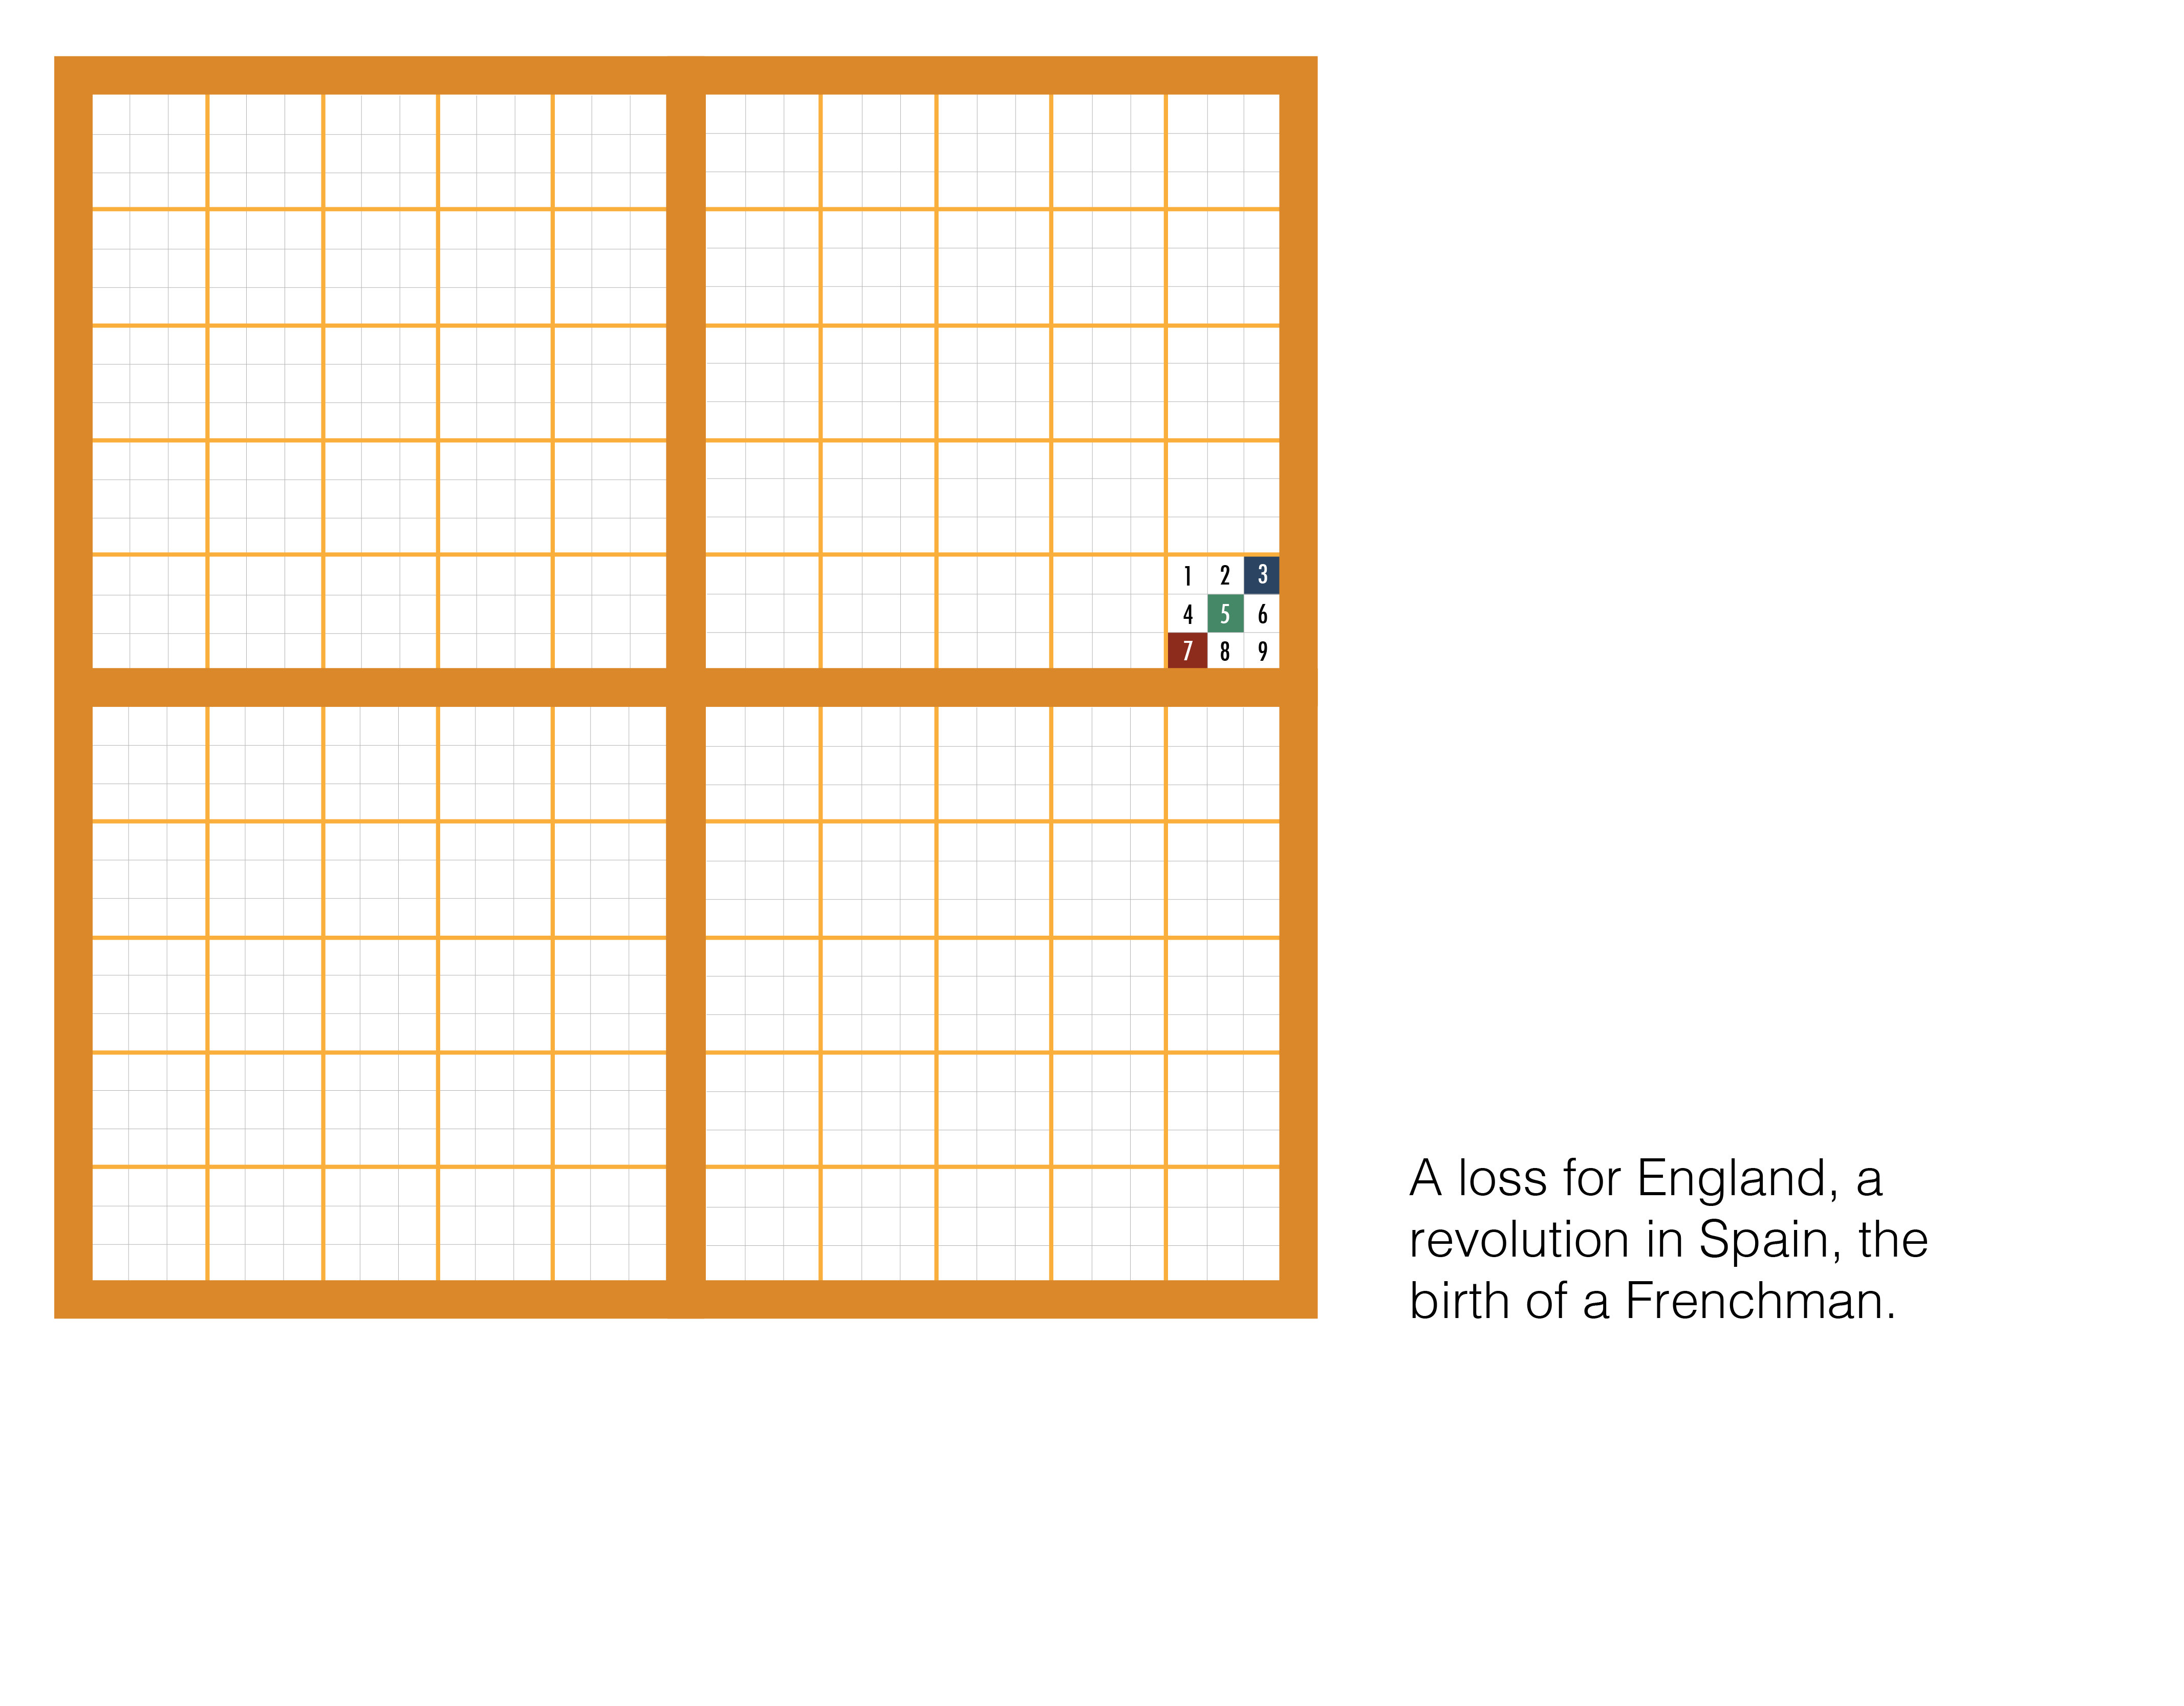 1 2 3
4 5 6
7 8 9
A loss for England, a
revolution in Spain, the
birth of a Frenchman.